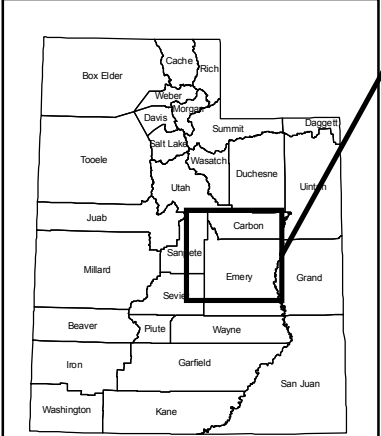 Cache
Rich
Box Elder
Weber
Morgan
Davis
Daggett
Summit
Salt Lake
Tooele
Wasatch
Duchesne
Uintah
Utah
Juab
Carbon
Sanpete
Millard
Emery
Grand
Sevier
Beaver
Piute
Wayne
Iron
Garfield
San Juan
Washington
Kane